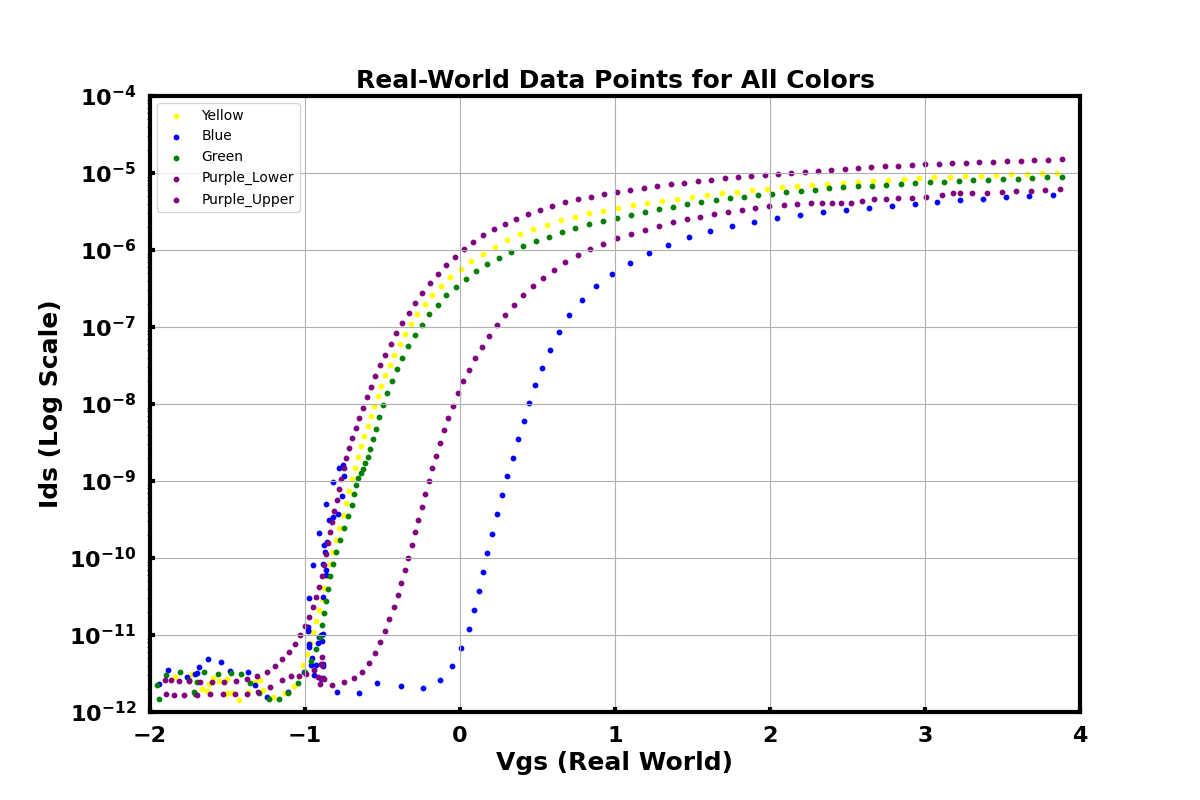 Real-World Data Points for All Colors
10⁻⁴
10⁻⁵
10⁻⁶
10⁻⁷
10⁻⁸
10⁻⁹
10⁻¹⁰
10⁻¹¹
10⁻¹²
Ids (Log Scale)
Yellow
Blue
Green
Purple_Lower
Purple_Upper
−2 −1 0 1 2 3 4
Vgs (Real World)